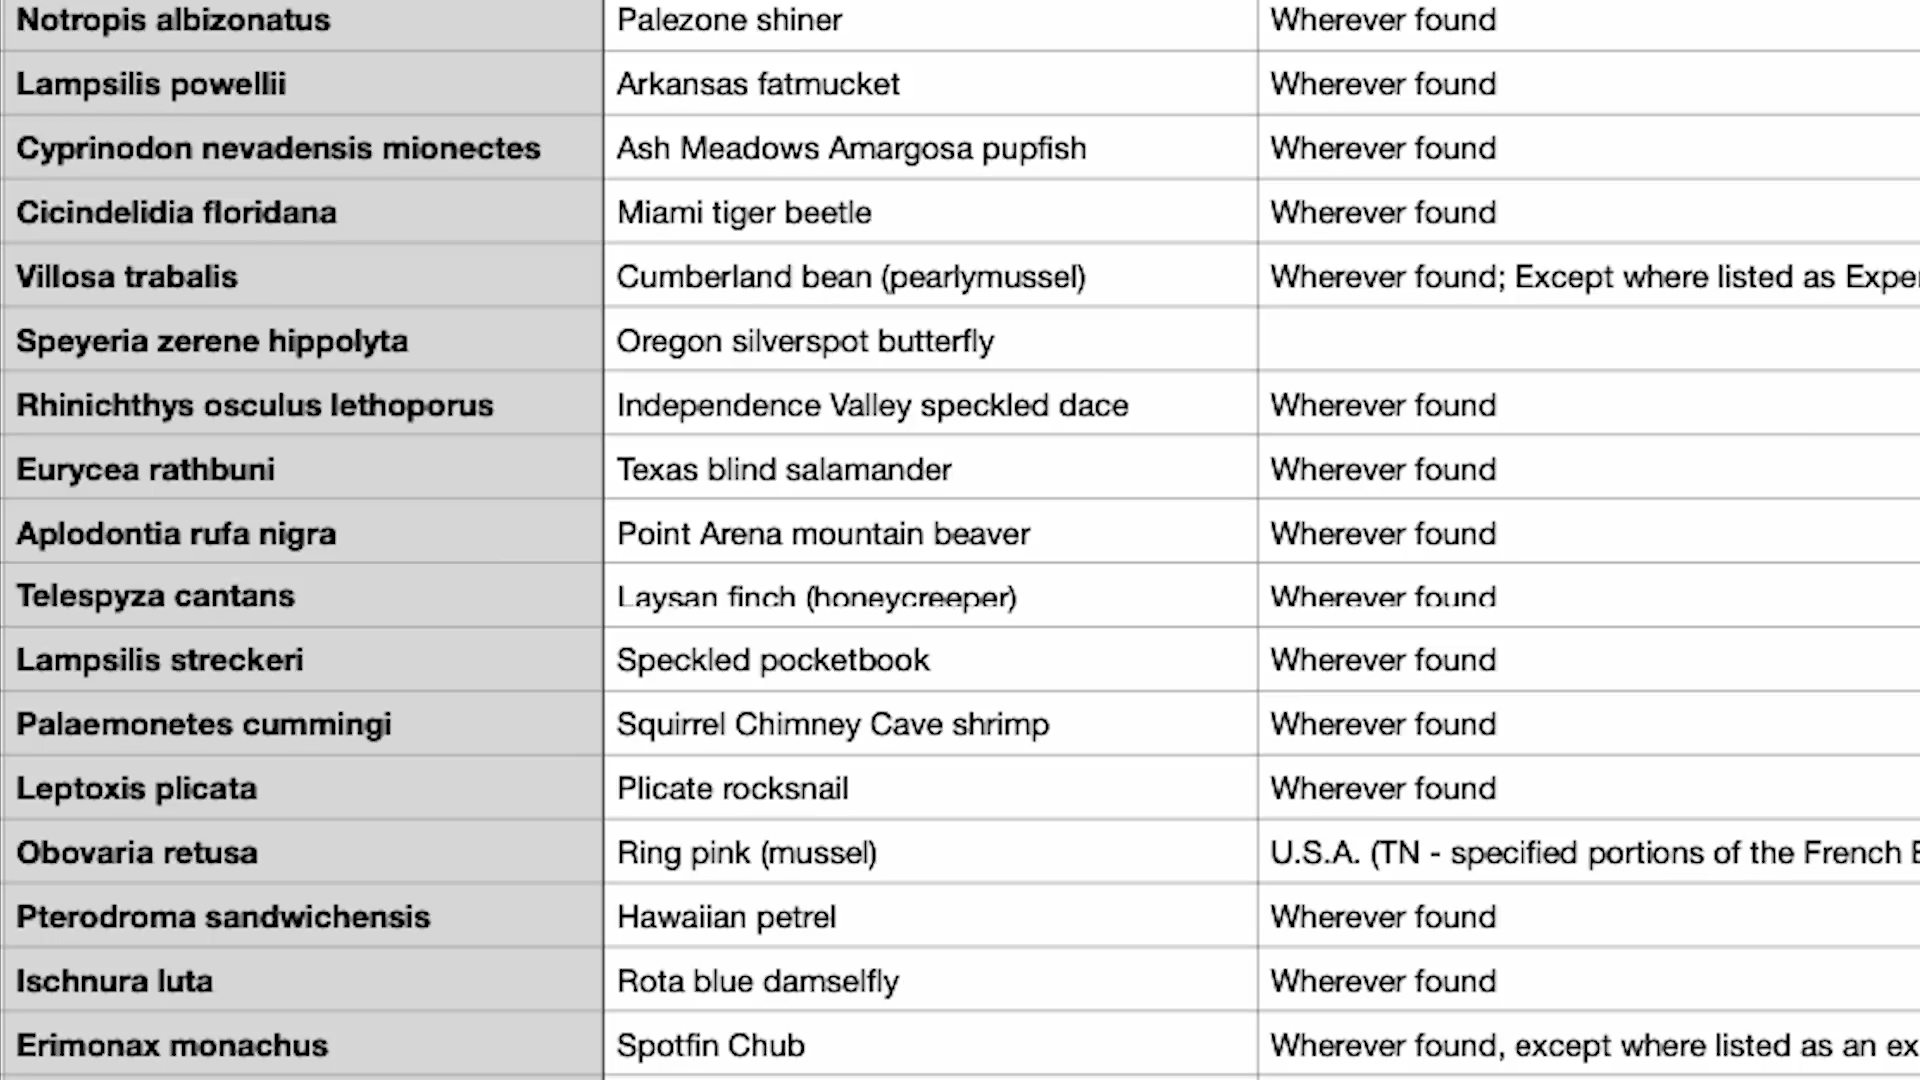 Notropis albizonatus Palezone shiner Wherever found
Lampsilis powellii Arkansas fatmucket Wherever found
Cyprinodon nevadensis mionectes Ash Meadows Amargosa pupfish Wherever found
Cicindelidia floridana Miami tiger beetle Wherever found
Villosa trabalis Cumberland bean (pearlymussel) Wherever found; Except where listed as
Speyeria zerene hippolyta Oregon silverspot butterfly
Rhinichthys osculus lethoporus Independence Valley speckled dace Wherever found
Eurycea rathbuni Texas blind salamander Wherever found
Aplodontia rufa nigra Point Arena mountain beaver Wherever found
Telespyza cantans Laysan finch (honeycreeper) Wherever found
Lampsilis streckeri Speckled pocketbook Wherever found
Palaemonetes cummingi Squirrel Chimney Cave shrimp Wherever found
Leptoxis plicata Plicate rocksnail Wherever found
Obovaria retusa Ring pink (mussel) U.S.A. (TN - specified portions of the French
Pterodroma sandwichensis Hawaiian petrel Wherever found
Ischnura luta Rota blue damselfly Wherever found
Erimonax monachus Spotfin Chub Wherever found, except where listed as an